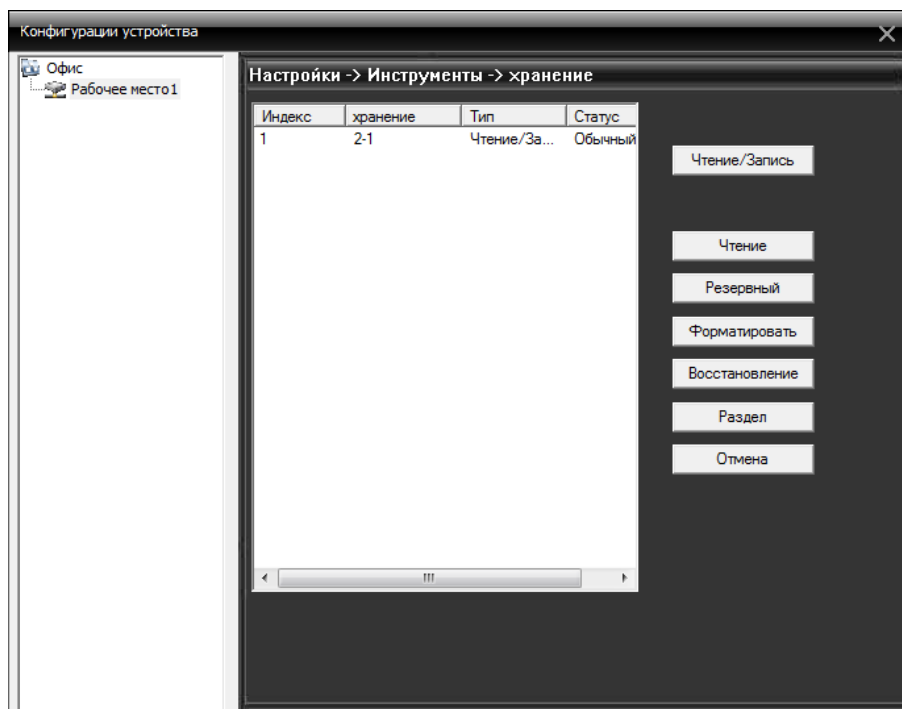 Конфигурации устройства
Офис
Рабочее место1
Настройки -> Инструменты -> хранение
Индекс хранение Тип Статус
1 2-1 Чтение/За... Обычный
Чтение/Запись
Чтение
Резервный
Форматировать
Восстановление
Раздел
Отмена